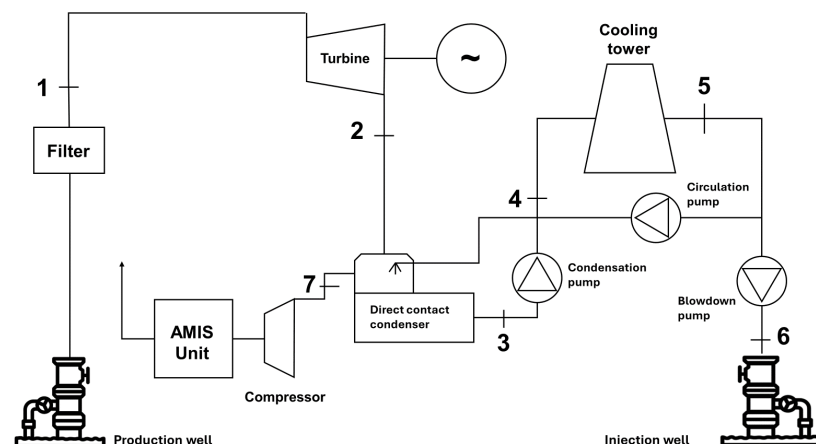 Cooling
tower
Turbine
~
1
5
2
Filter
Circulation
pump
4
Condensation
pump
7
Blowdown
pump
Direct contact
condenser
3
AMIS
Unit
6
Compressor
Production well
Injection well